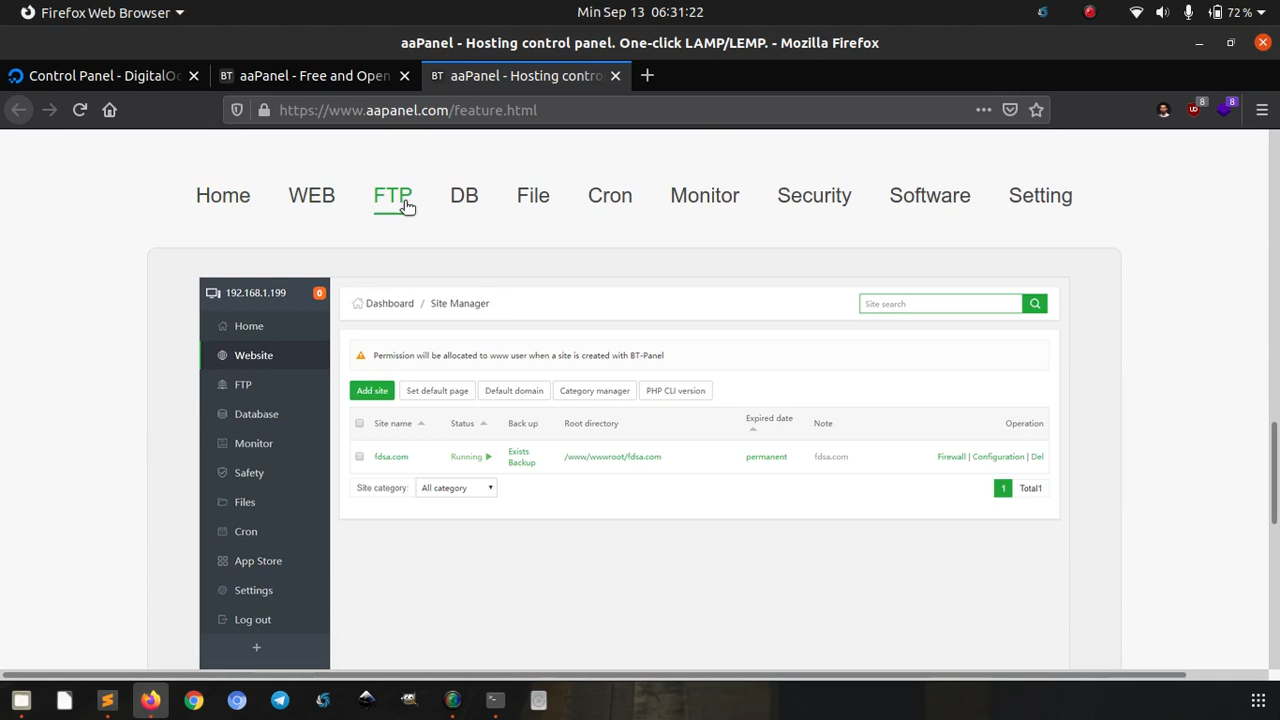 Firefox Web Browser
Min Sep 13 06:31:22
72 %
aaPanel - Hosting control panel. One-click LAMP/LEMP. - Mozilla Firefox
Control Panel - DigitalOc
BT aaPanel - Free and Open
BT aaPanel - Hosting contro
https://www.aapanel.com/feature.html
8
8
Home WEB FTP DB File Cron Monitor Security Software Setting
192.168.1.199 0
Home
Website
FTP
Database
Monitor
Safety
Files
Cron
App Store
Settings
Log out
+
Dashboard / Site Manager
Site search
Permission will be allocated to www user when a site is created with BT-Panel
Add site Set default page Default domain Category manager PHP CLI version
Site name Status Back up Root directory Expired date Note Operation
fdsa.com Running Exists Backup /www/wwwroot/fdsa.com permanent fdsa.com Firewall | Configuration | Del
Site category: All category 1 Total1